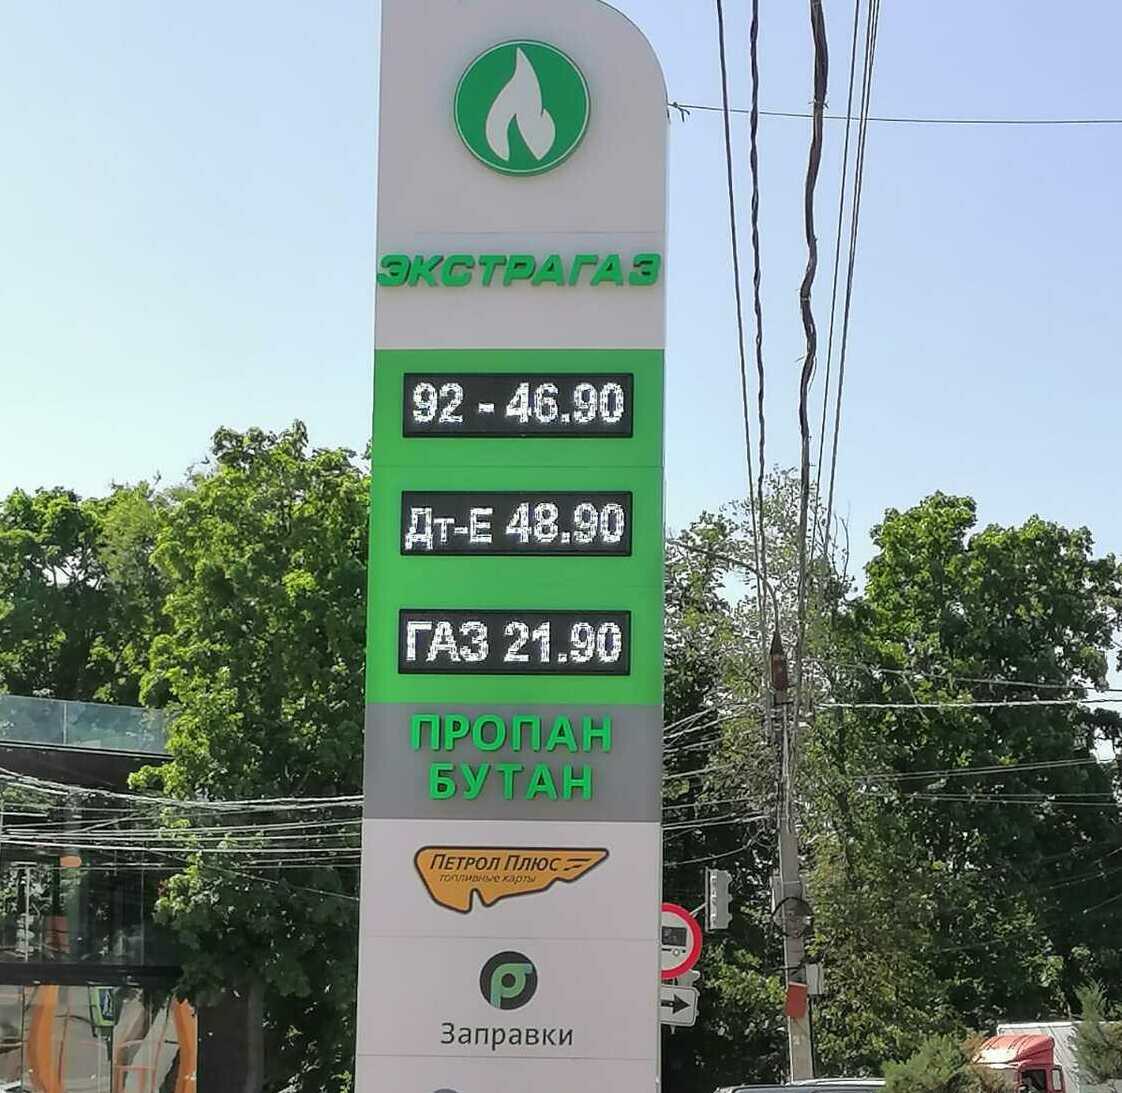 ЭКСТРАГАЗ
92 - 46.90
Дт-Е 48.90
ГАЗ 21.90
ПРОПАН
БУТАН
ПЕТРОЛ ПЛЮС
ТОПЛИВНЫЕ КАРТЫ
Заправки